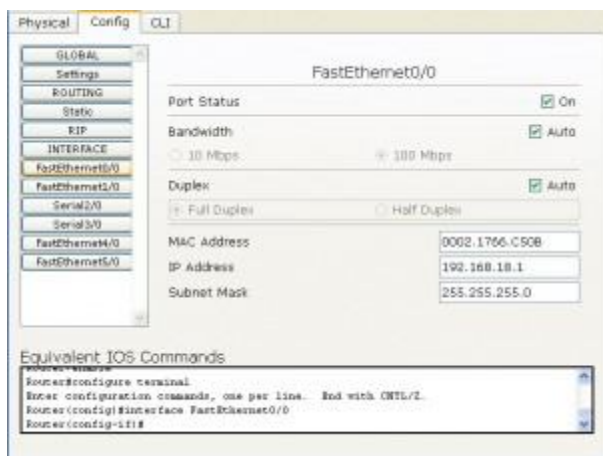 Physical Config CLI
GLOBAL
Settings
ROUTING
Static
RIP
INTERFACE
FastEthernet0/0
FastEthernet1/0
Serial2/0
Serial3/0
FastEthernet4/0
FastEthernet5/0
FastEthernet0/0
Port Status On
Bandwidth Auto
10 Mbps 100 Mbps
Duplex Auto
Full Duplex Half Duplex
MAC Address 0002.1766.C50B
IP Address 192.168.18.1
Subnet Mask 255.255.255.0
Equivalent IOS Commands
Router>enable
Router#configure terminal
Enter configuration commands, one per line. End with CNTL/Z.
Router(config)#interface FastEthernet0/0
Router(config-if)#